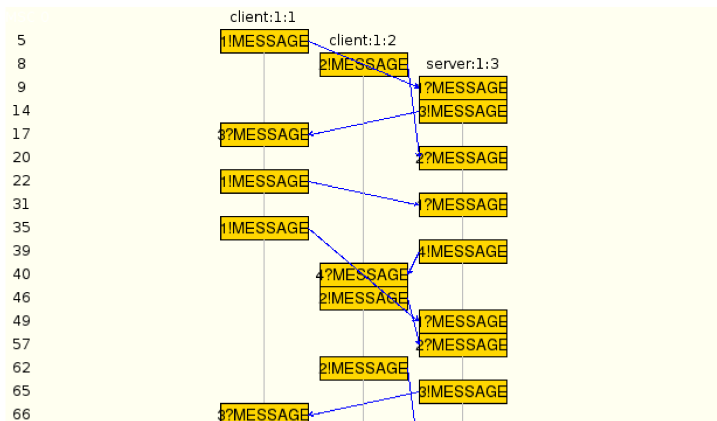 client:1:1
5 1!MESSAGE client:1:2
8 2!MESSAGE server:1:3
9 1?MESSAGE
14 3!MESSAGE
17 3?MESSAGE
20 2?MESSAGE
22 1!MESSAGE
31 1?MESSAGE
35 1!MESSAGE
39 4!MESSAGE
40 4?MESSAGE
46 2!MESSAGE
49 1?MESSAGE
57 2?MESSAGE
62 2!MESSAGE
65 3!MESSAGE
66 3?MESSAGE